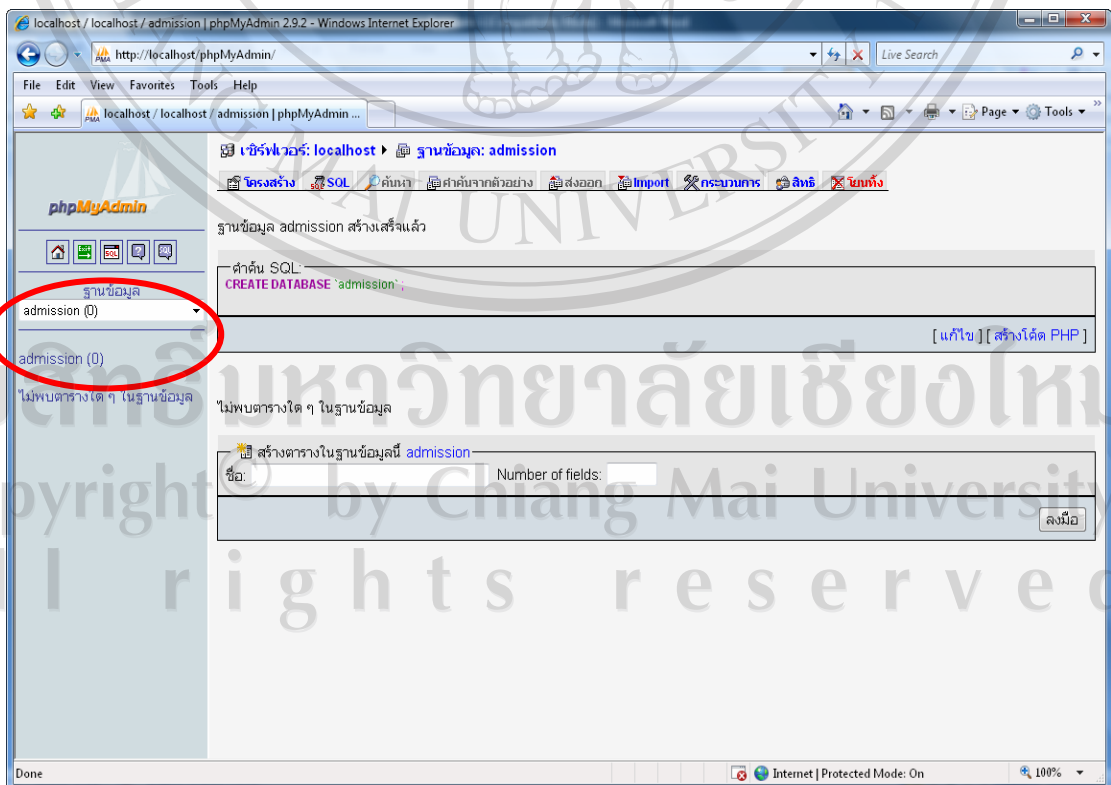 localhost / localhost / admission | phpMyAdmin 2.9.2 - Windows Internet Explorer
http://localhost/phpMyAdmin/
Live Search
File Edit View Favorites Tools Help
localhost / localhost / admission | phpMyAdmin ...
Page Tools
phpMyAdmin
ฐานข้อมูล
admission (0)
admission (0)
ไม่พบตารางใด ๆ ในฐานข้อมูล
เซิร์ฟเวอร์: localhost ฐานข้อมูล: admission
โครงสร้าง SQL ค้นหา คำค้นจากตัวอย่าง ส่งออก Import กระบวนการ สิทธิ โยนทิ้ง
ฐานข้อมูล admission สร้างเสร็จแล้ว
คำค้น SQL:
CREATE DATABASE `admission` ;
[ แก้ไข ] [ สร้างโค้ด PHP ]
ไม่พบตารางใด ๆ ในฐานข้อมูล
สร้างตารางในฐานข้อมูลนี้ admission
ชื่อ: Number of fields:
ลงมือ
Done
Internet | Protected Mode: On
100%
MAI UNIVERSITY
มหาวิทยาลัยเชียงใหม่
by Chiang Mai University
rights reserved